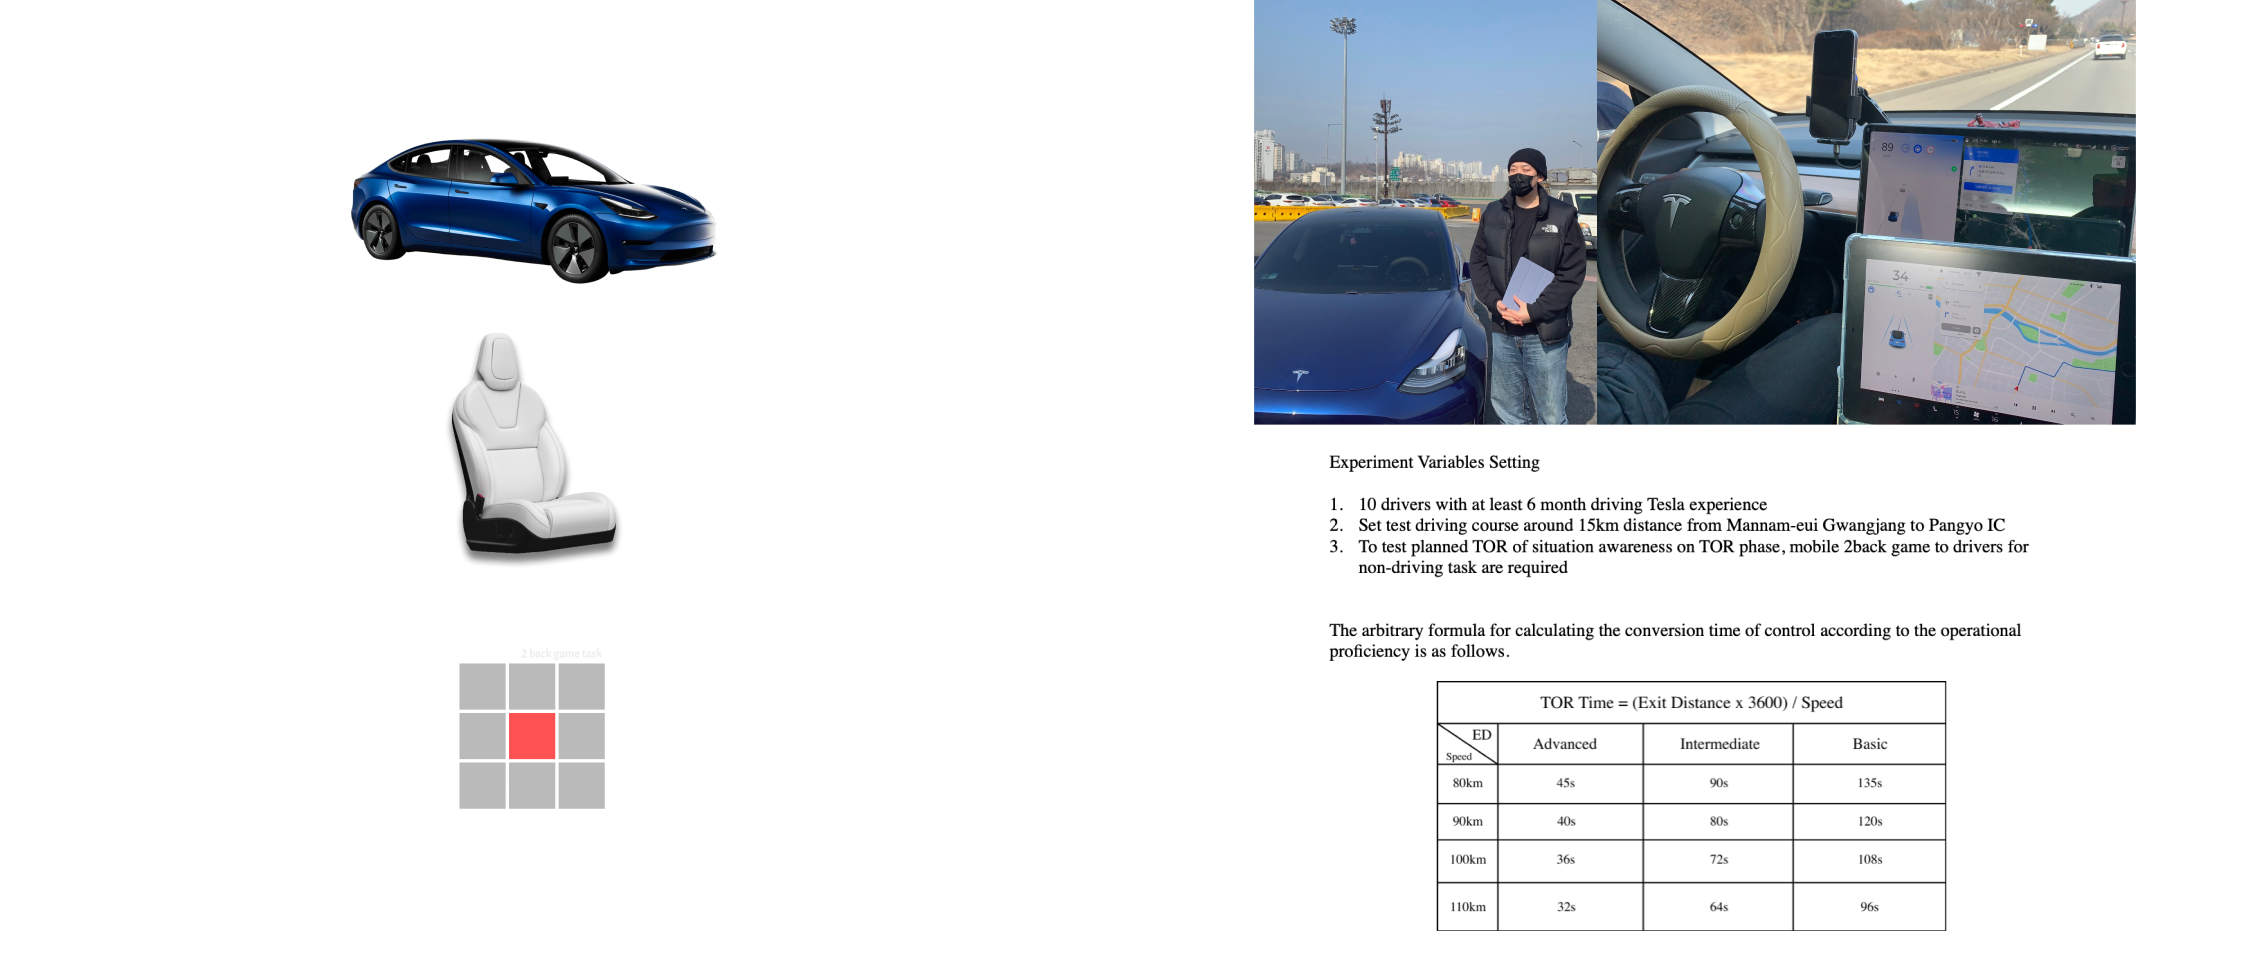 2 back game task
89
34
Experiment Variables Setting
1. 10 drivers with at least 6 month driving Tesla experience
2. Set test driving course around 15km distance from Mannam-eui Gwangjang to Pangyo IC
3. To test planned TOR of situation awareness on TOR phase, mobile 2back game to drivers for
non-driving task are required
The arbitrary formula for calculating the conversion time of control according to the operational
proficiency is as follows.
TOR Time = (Exit Distance x 3600) / Speed
ED
Speed
Advanced
Intermediate
Basic
80km 45s 90s 135s
90km 40s 80s 120s
100km 36s 72s 108s
110km 32s 64s 96s